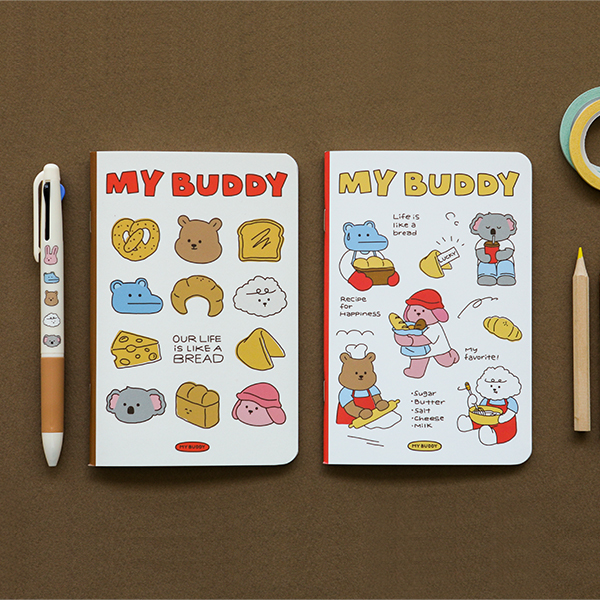 MY BUDDY
OUR LIFE
IS LIKE A
BREAD
MY BUDDY
MY BUDDY
Life is
like a
bread
LUCKY
Recipe
for
Happiness
My
favorite!
· Sugar
· Butter
· Salt
· Cheese
· Milk
MY BUDDY